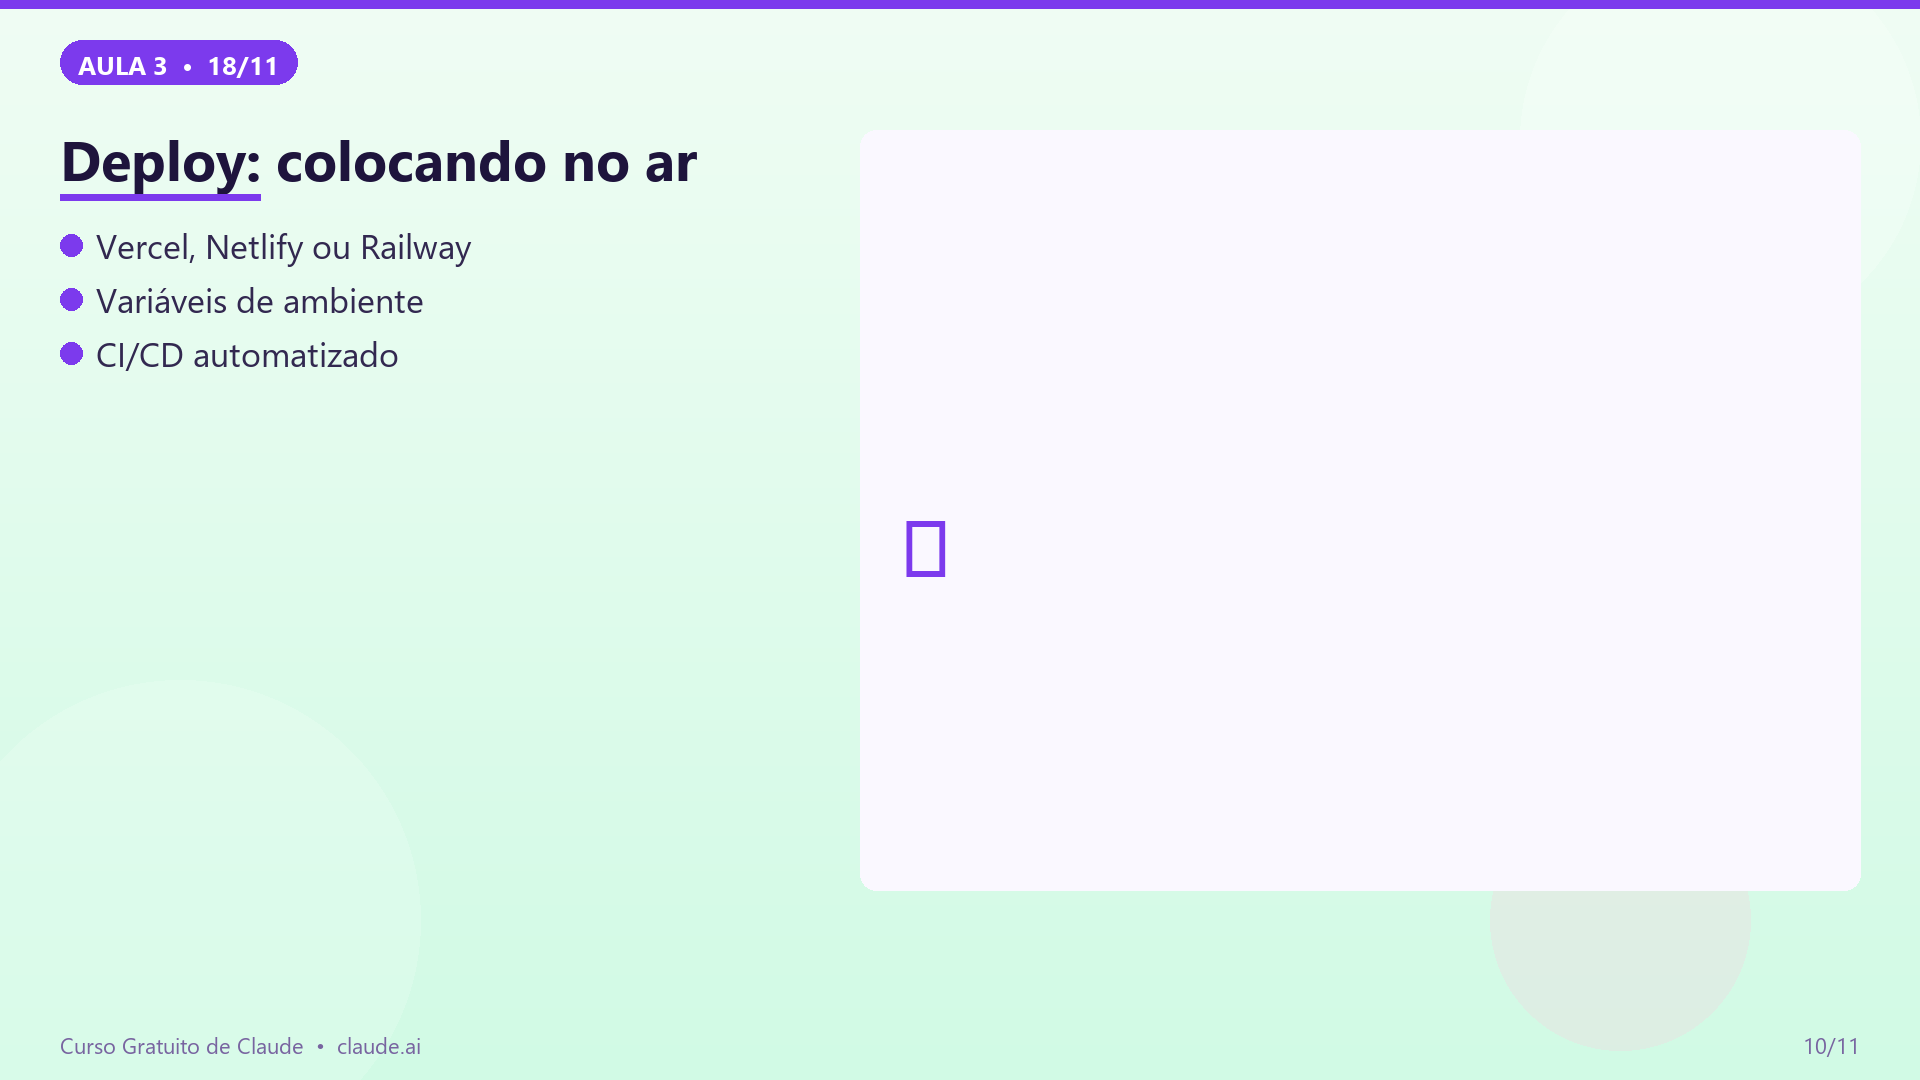 AULA 3 • 18/11
Deploy: colocando no ar
Vercel, Netlify ou Railway
Variáveis de ambiente
CI/CD automatizado
Curso Gratuito de Claude • claude.ai
10/11